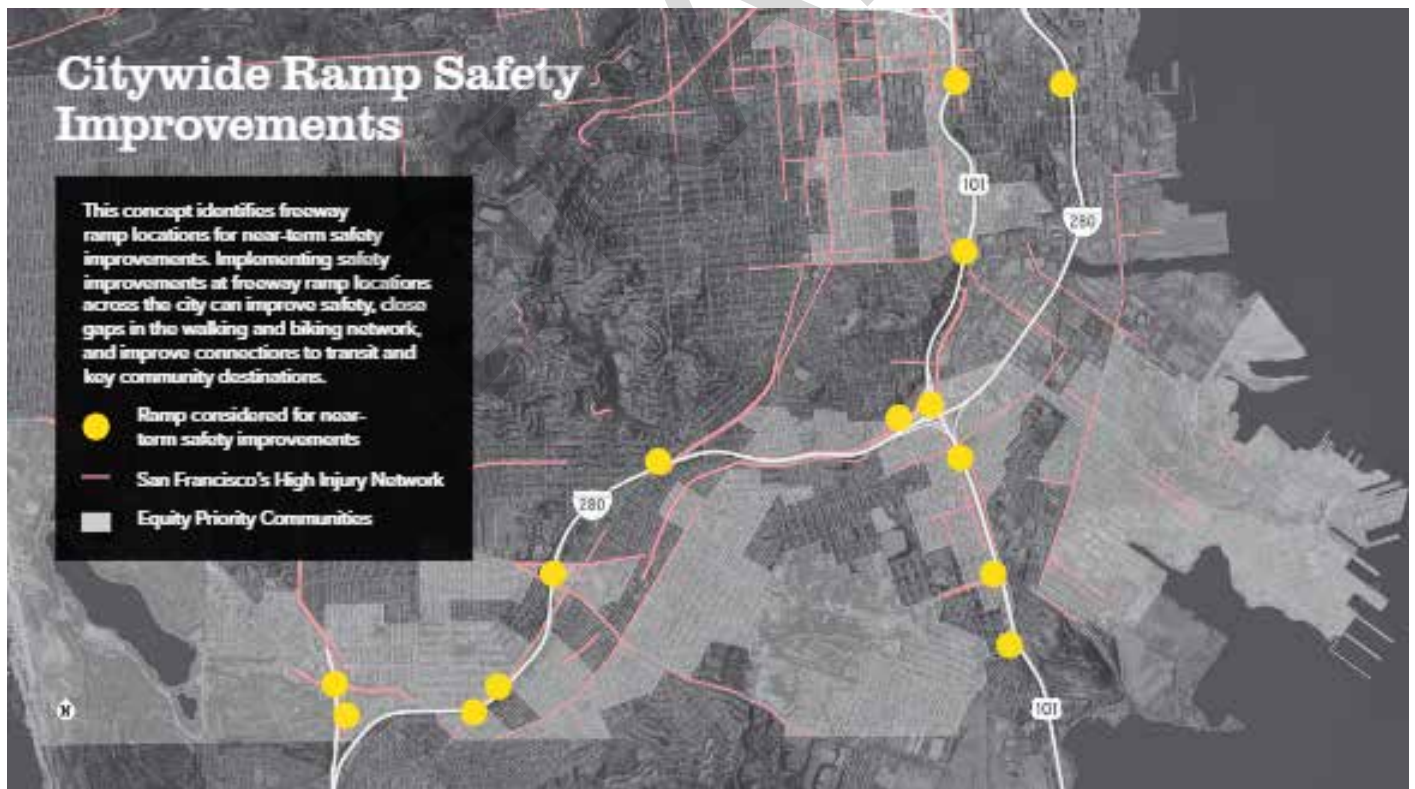 Citywide Ramp Safety
Improvements
This concept identifies freeway
ramp locations for near-term safety
improvements. Implementing safety
improvements at freeway ramp locations
across the city can improve safety, close
gaps in the walking and biking network,
and improve connections to transit and
key community destinations.
Ramp considered for near-
term safety improvements
San Francisco's High Injury Network
Equity Priority Communities
101
280
280
101
N